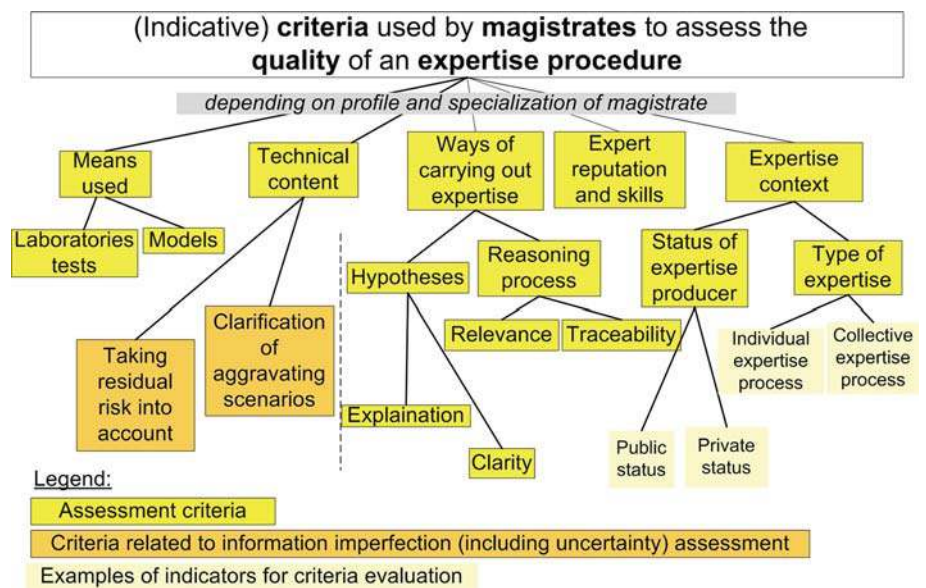 (Indicative) criteria used by magistrates to assess the
quality of an expertise procedure
depending on profile and specialization of magistrate
Means
used
Technical
content
Ways of
carrying out
expertise
Expert
reputation
and skills
Expertise
context
Laboratories
tests
Models
Hypotheses
Reasoning
process
Status of
expertise
producer
Type of
expertise
Taking
residual
risk into
account
Clarification
of
aggravating
scenarios
Relevance
Traceability
Individual
expertise
process
Collective
expertise
process
Explaination
Clarity
Public
status
Private
status
Legend:
Assessment criteria
Criteria related to information imperfection (including uncertainty) assessment
Examples of indicators for criteria evaluation